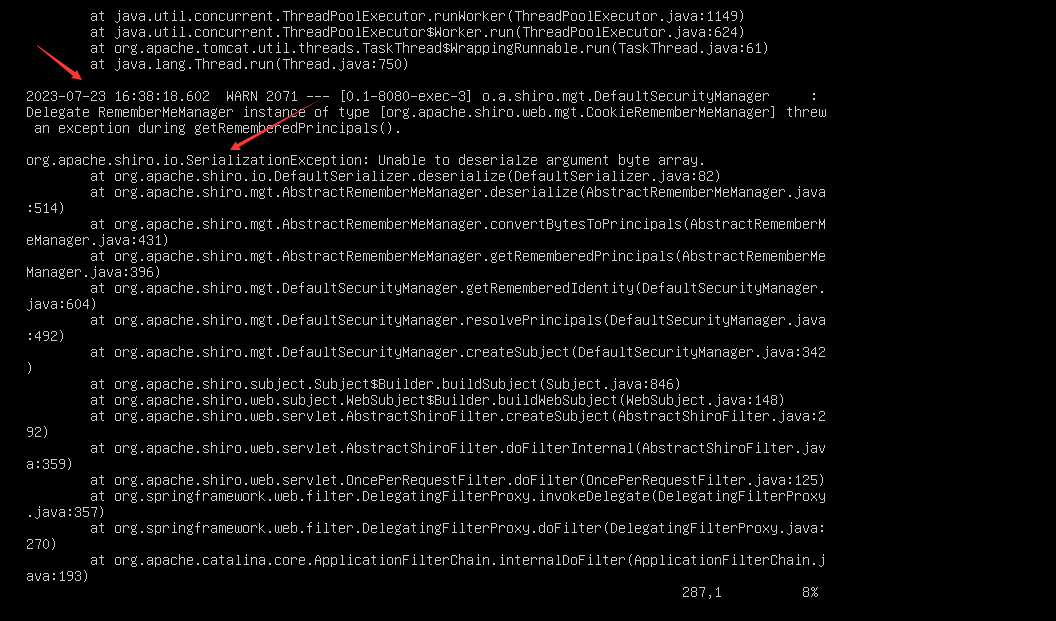 at java.util.concurrent.ThreadPoolExecutor.runWorker(ThreadPoolExecutor.java:1149)
at java.util.concurrent.ThreadPoolExecutor$Worker.run(ThreadPoolExecutor.java:624)
at org.apache.tomcat.util.threads.TaskThread$WrappingRunnable.run(TaskThread.java:61)
at java.lang.Thread.run(Thread.java:750)
2023-07-23 16:38:18.602  WARN 2071 --- [0.1-8080-exec-3] o.a.shiro.mgt.DefaultSecurityManager     :
Delegate RememberMeManager instance of type [org.apache.shiro.web.mgt.CookieRememberMeManager] threw
an exception during getRememberedPrincipals().
org.apache.shiro.io.SerializationException: Unable to deserialze argument byte array.
at org.apache.shiro.io.DefaultSerializer.deserialize(DefaultSerializer.java:82)
at org.apache.shiro.mgt.AbstractRememberMeManager.deserialize(AbstractRememberMeManager.java
:514)
at org.apache.shiro.mgt.AbstractRememberMeManager.convertBytesToPrincipals(AbstractRememberM
eManager.java:431)
at org.apache.shiro.mgt.AbstractRememberMeManager.getRememberedPrincipals(AbstractRememberMe
Manager.java:396)
at org.apache.shiro.mgt.DefaultSecurityManager.getRememberedIdentity(DefaultSecurityManager.
java:604)
at org.apache.shiro.mgt.DefaultSecurityManager.resolvePrincipals(DefaultSecurityManager.java
:492)
at org.apache.shiro.mgt.DefaultSecurityManager.createSubject(DefaultSecurityManager.java:342
)
at org.apache.shiro.subject.Subject$Builder.buildSubject(Subject.java:846)
at org.apache.shiro.web.subject.WebSubject$Builder.buildWebSubject(WebSubject.java:148)
at org.apache.shiro.web.servlet.AbstractShiroFilter.createSubject(AbstractShiroFilter.java:2
92)
at org.apache.shiro.web.servlet.AbstractShiroFilter.doFilterInternal(AbstractShiroFilter.jav
a:359)
at org.apache.shiro.web.servlet.OncePerRequestFilter.doFilter(OncePerRequestFilter.java:125)
at org.springframework.web.filter.DelegatingFilterProxy.invokeDelegate(DelegatingFilterProxy
.java:357)
at org.springframework.web.filter.DelegatingFilterProxy.doFilter(DelegatingFilterProxy.java:
270)
at org.apache.catalina.core.ApplicationFilterChain.internalDoFilter(ApplicationFilterChain.j
ava:193)
287,1          8%